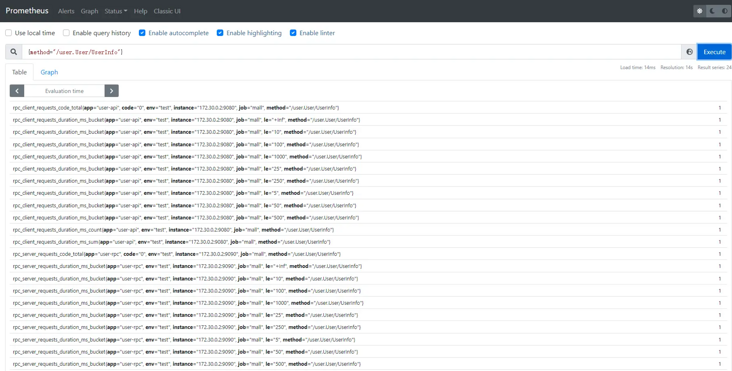 Prometheus Alerts Graph Status Help Classic UI
Use local time Enable query history Enable autocomplete Enable highlighting Enable linter
{method="/user.User/UserInfo"} Execute
Table Graph Load time: 14ms Resolution: 14s Result series: 24
Evaluation time
rpc_client_requests_code_total{app="user-api", code="0", env="test", instance="172.30.0.2:9080", job="mall", method="/user.User/UserInfo"} 1
rpc_client_requests_duration_ms_bucket{app="user-api", env="test", instance="172.30.0.2:9080", job="mall", le="+Inf", method="/user.User/UserInfo"} 1
rpc_client_requests_duration_ms_bucket{app="user-api", env="test", instance="172.30.0.2:9080", job="mall", le="10", method="/user.User/UserInfo"} 1
rpc_client_requests_duration_ms_bucket{app="user-api", env="test", instance="172.30.0.2:9080", job="mall", le="100", method="/user.User/UserInfo"} 1
rpc_client_requests_duration_ms_bucket{app="user-api", env="test", instance="172.30.0.2:9080", job="mall", le="1000", method="/user.User/UserInfo"} 1
rpc_client_requests_duration_ms_bucket{app="user-api", env="test", instance="172.30.0.2:9080", job="mall", le="25", method="/user.User/UserInfo"} 1
rpc_client_requests_duration_ms_bucket{app="user-api", env="test", instance="172.30.0.2:9080", job="mall", le="250", method="/user.User/UserInfo"} 1
rpc_client_requests_duration_ms_bucket{app="user-api", env="test", instance="172.30.0.2:9080", job="mall", le="5", method="/user.User/UserInfo"} 1
rpc_client_requests_duration_ms_bucket{app="user-api", env="test", instance="172.30.0.2:9080", job="mall", le="50", method="/user.User/UserInfo"} 1
rpc_client_requests_duration_ms_bucket{app="user-api", env="test", instance="172.30.0.2:9080", job="mall", le="500", method="/user.User/UserInfo"} 1
rpc_client_requests_duration_ms_count{app="user-api", env="test", instance="172.30.0.2:9080", job="mall", method="/user.User/UserInfo"} 1
rpc_client_requests_duration_ms_sum{app="user-api", env="test", instance="172.30.0.2:9080", job="mall", method="/user.User/UserInfo"} 1
rpc_server_requests_code_total{app="user-rpc", code="0", env="test", instance="172.30.0.2:9090", job="mall", method="/user.User/UserInfo"} 1
rpc_server_requests_duration_ms_bucket{app="user-rpc", env="test", instance="172.30.0.2:9090", job="mall", le="+Inf", method="/user.User/UserInfo"} 1
rpc_server_requests_duration_ms_bucket{app="user-rpc", env="test", instance="172.30.0.2:9090", job="mall", le="10", method="/user.User/UserInfo"} 1
rpc_server_requests_duration_ms_bucket{app="user-rpc", env="test", instance="172.30.0.2:9090", job="mall", le="100", method="/user.User/UserInfo"} 1
rpc_server_requests_duration_ms_bucket{app="user-rpc", env="test", instance="172.30.0.2:9090", job="mall", le="1000", method="/user.User/UserInfo"} 1
rpc_server_requests_duration_ms_bucket{app="user-rpc", env="test", instance="172.30.0.2:9090", job="mall", le="25", method="/user.User/UserInfo"} 1
rpc_server_requests_duration_ms_bucket{app="user-rpc", env="test", instance="172.30.0.2:9090", job="mall", le="250", method="/user.User/UserInfo"} 1
rpc_server_requests_duration_ms_bucket{app="user-rpc", env="test", instance="172.30.0.2:9090", job="mall", le="5", method="/user.User/UserInfo"} 1
rpc_server_requests_duration_ms_bucket{app="user-rpc", env="test", instance="172.30.0.2:9090", job="mall", le="50", method="/user.User/UserInfo"} 1
rpc_server_requests_duration_ms_bucket{app="user-rpc", env="test", instance="172.30.0.2:9090", job="mall", le="500", method="/user.User/UserInfo"} 1